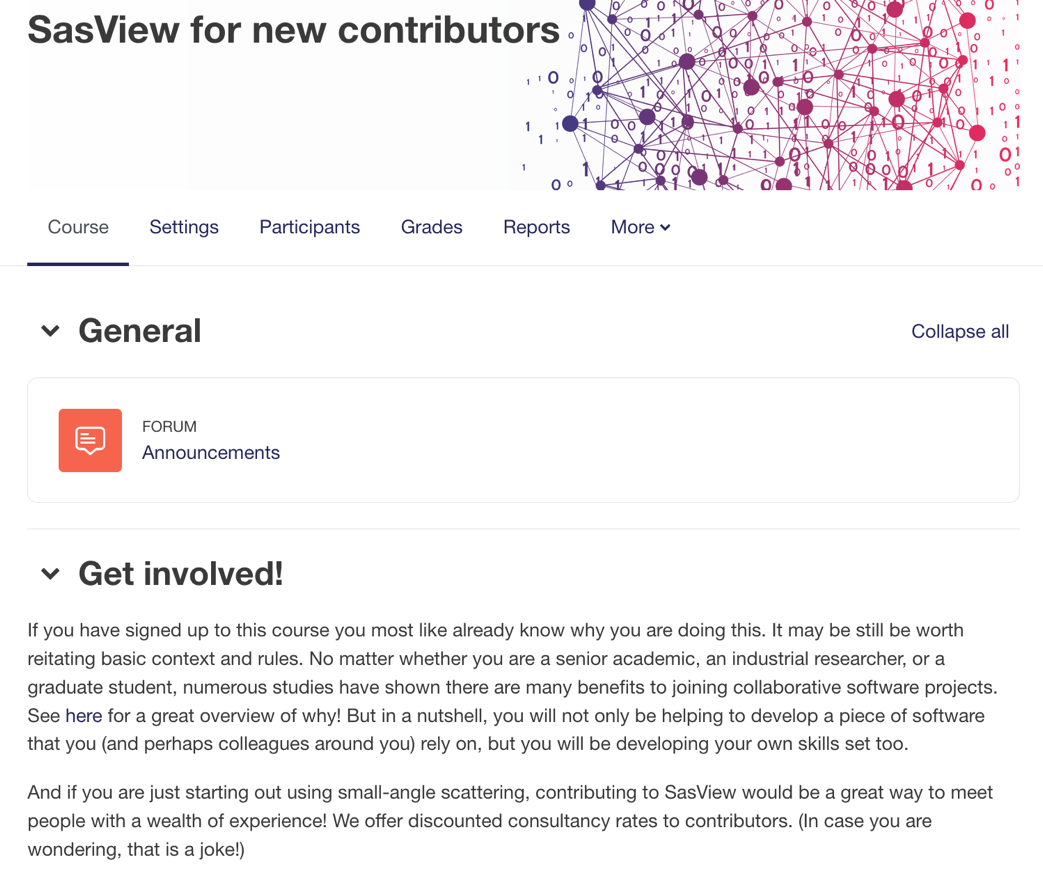 SasView for new contributors
Course Settings Participants Grades Reports More
General
Collapse all
FORUM
Announcements
Get involved!
If you have signed up to this course you most like already know why you are doing this. It may be still be worth
reitating basic context and rules. No matter whether you are a senior academic, an industrial researcher, or a
graduate student, numerous studies have shown there are many benefits to joining collaborative software projects.
See here for a great overview of why! But in a nutshell, you will not only be helping to develop a piece of software
that you (and perhaps colleagues around you) rely on, but you will be developing your own skills set too.
And if you are just starting out using small-angle scattering, contributing to SasView would be a great way to meet
people with a wealth of experience! We offer discounted consultancy rates to contributors. (In case you are
wondering, that is a joke!)